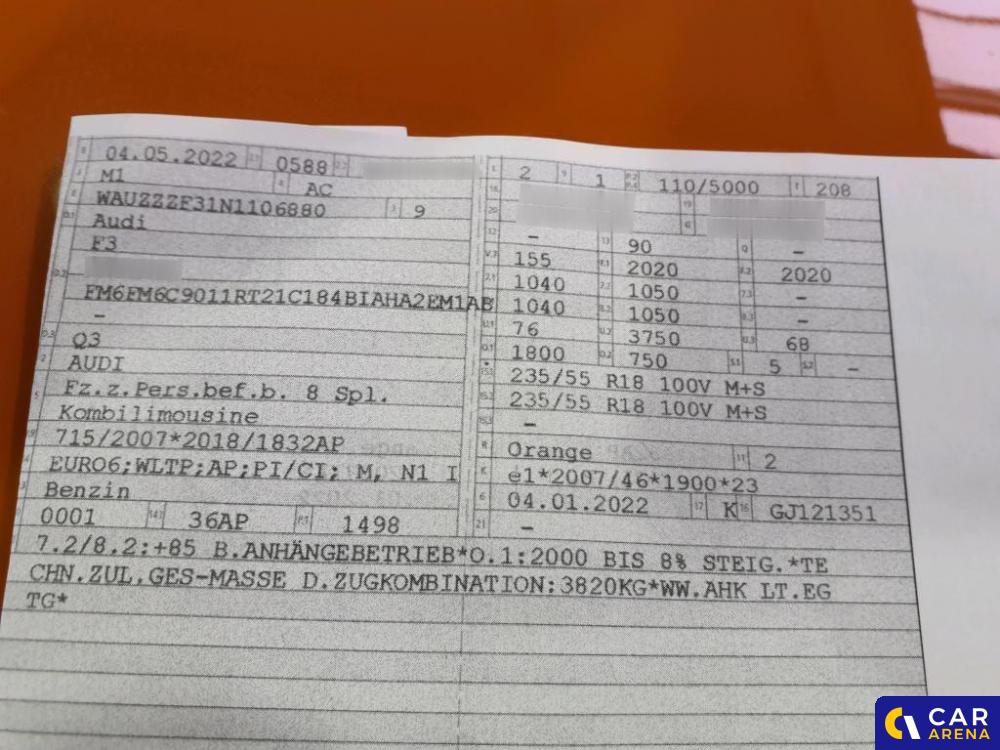 04.05.2022 0588
M1 AC
WAUZZZF31N1106880 9
Audi
F3
FM6FM6C9011RT21C184BIAHA2EM1AB
–
Q3
AUDI
Fz.z.Pers.bef.b. 8 Spl.
Kombilimousine
715/2007*2018/1832AP
EURO6;WLTP;AP;PI/CI; M, N1 I
Benzin
0001 36AP 1498
2 1 110/5000 208
– 90 –
155 2020 2020
1040 1050 –
1040 1050 –
76 3750 68
1800 750 5 –
235/55 R18 100V M+S
235/55 R18 100V M+S
–
Orange 2
e1*2007/46*1900*23
04.01.2022 K GJ121351
–
7.2/8.2:+85 B.ANHÄNGEBETRIEB*O.1:2000 BIS 8% STEIG.*TE
CHN.ZUL.GES-MASSE D.ZUGKOMBINATION:3820KG*WW.AHK LT.EG
TG*
CAR
ARENA